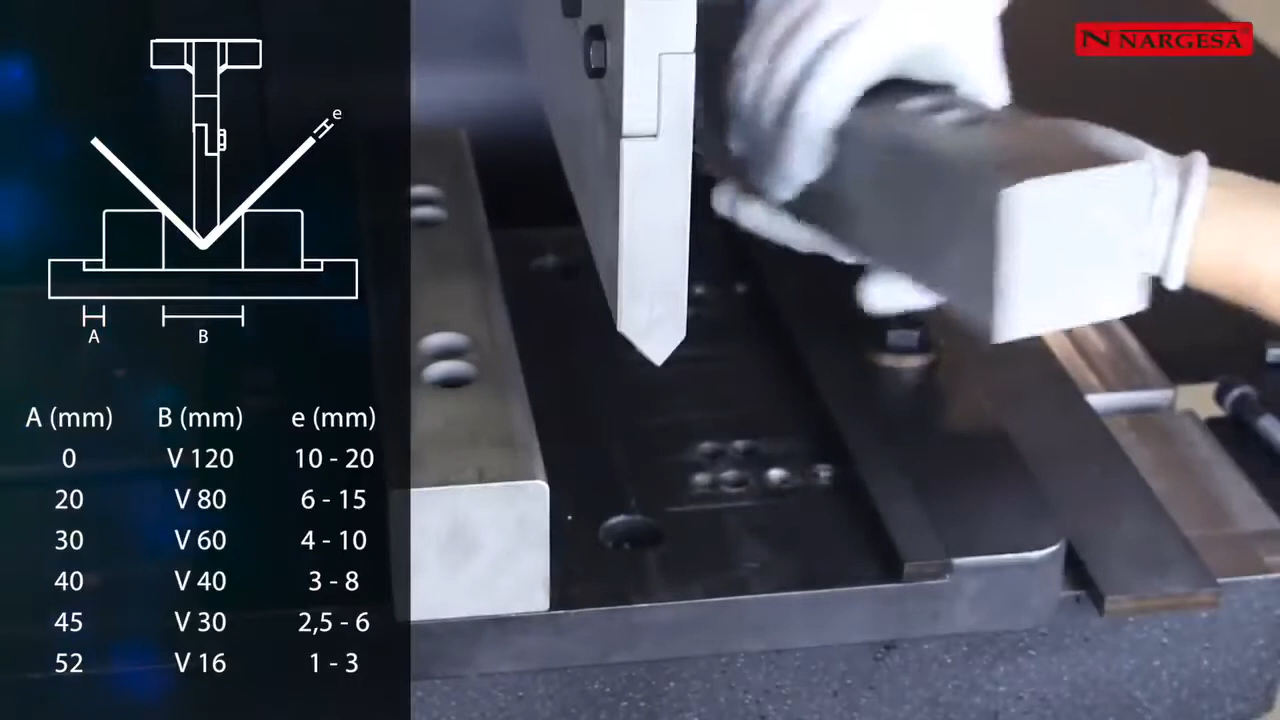 NARGESA
e
A
B
A (mm) B (mm) e (mm)
0 V 120 10 - 20
20 V 80 6 - 15
30 V 60 4 - 10
40 V 40 3 - 8
45 V 30 2,5 - 6
52 V 16 1 - 3